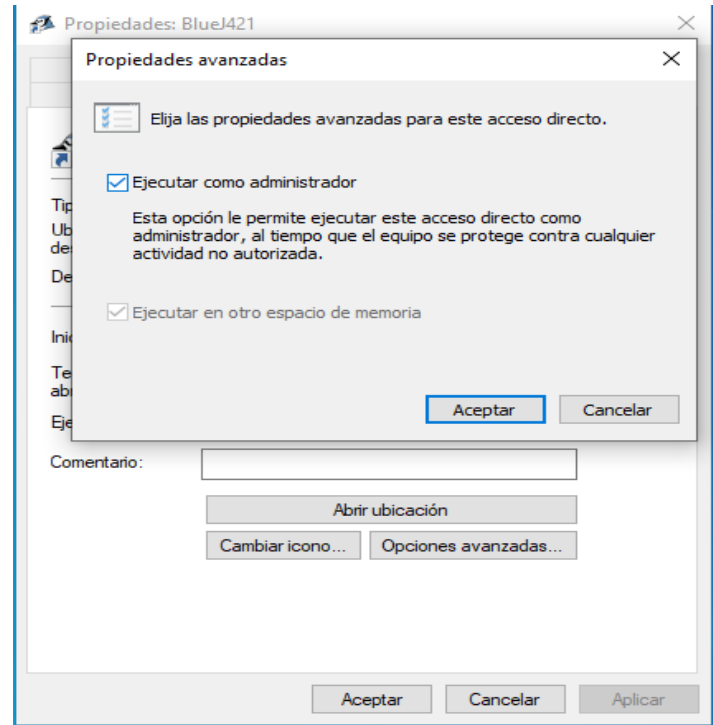 Propiedades: BlueJ421
Propiedades avanzadas
Elija las propiedades avanzadas para este acceso directo.
Ejecutar como administrador
Esta opción le permite ejecutar este acceso directo como
administrador, al tiempo que el equipo se protege contra cualquier
actividad no autorizada.
Ejecutar en otro espacio de memoria
Aceptar Cancelar
Comentario:
Abrir ubicación
Cambiar icono... Opciones avanzadas...
Aceptar Cancelar Aplicar